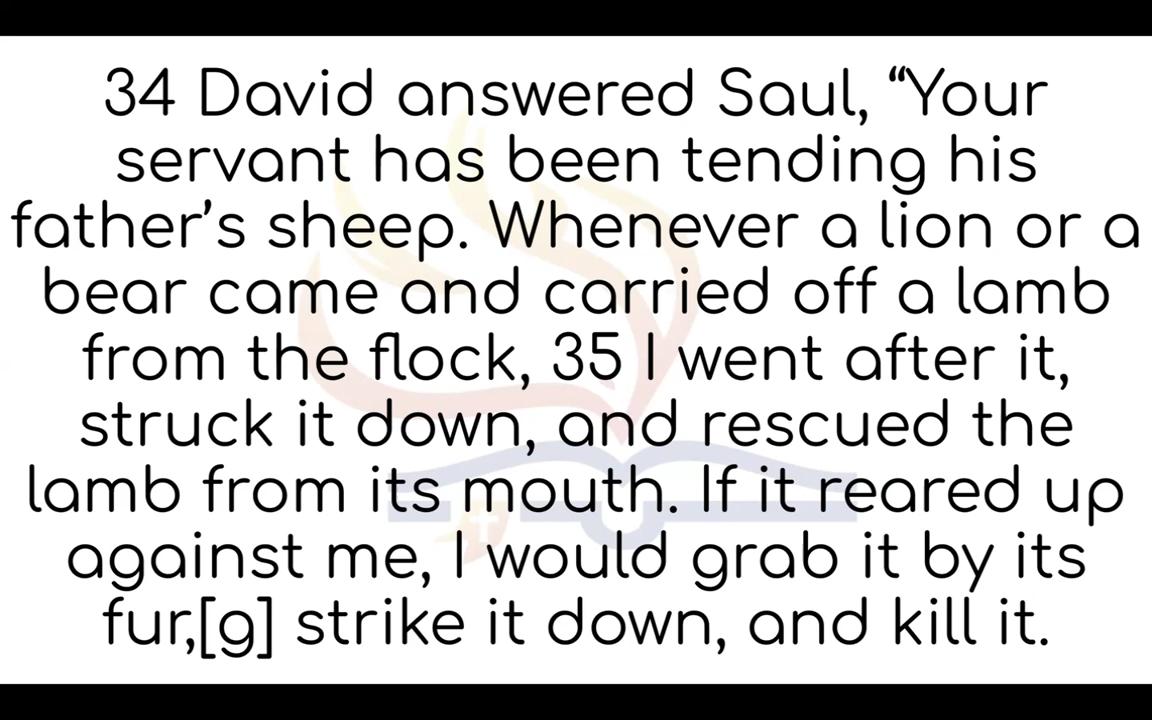 34 David answered Saul, “Your
servant has been tending his
father’s sheep. Whenever a lion or a
bear came and carried off a lamb
from the flock, 35 I went after it,
struck it down, and rescued the
lamb from its mouth. If it reared up
against me, I would grab it by its
fur,[g] strike it down, and kill it.